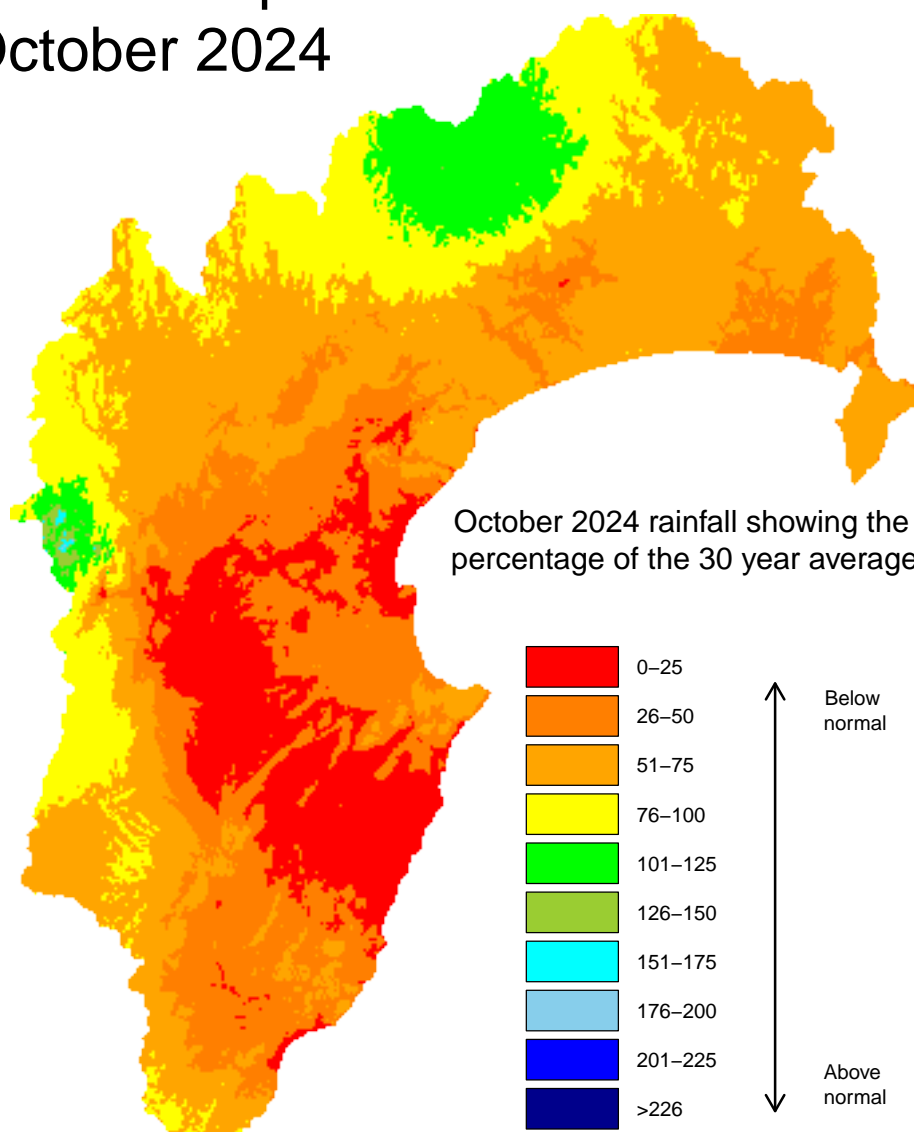 October 2024
October 2024 rainfall showing the
percentage of the 30 year average
0–25
26–50
51–75
76–100
101–125
126–150
151–175
176–200
201–225
>226
Below
normal
Above
normal